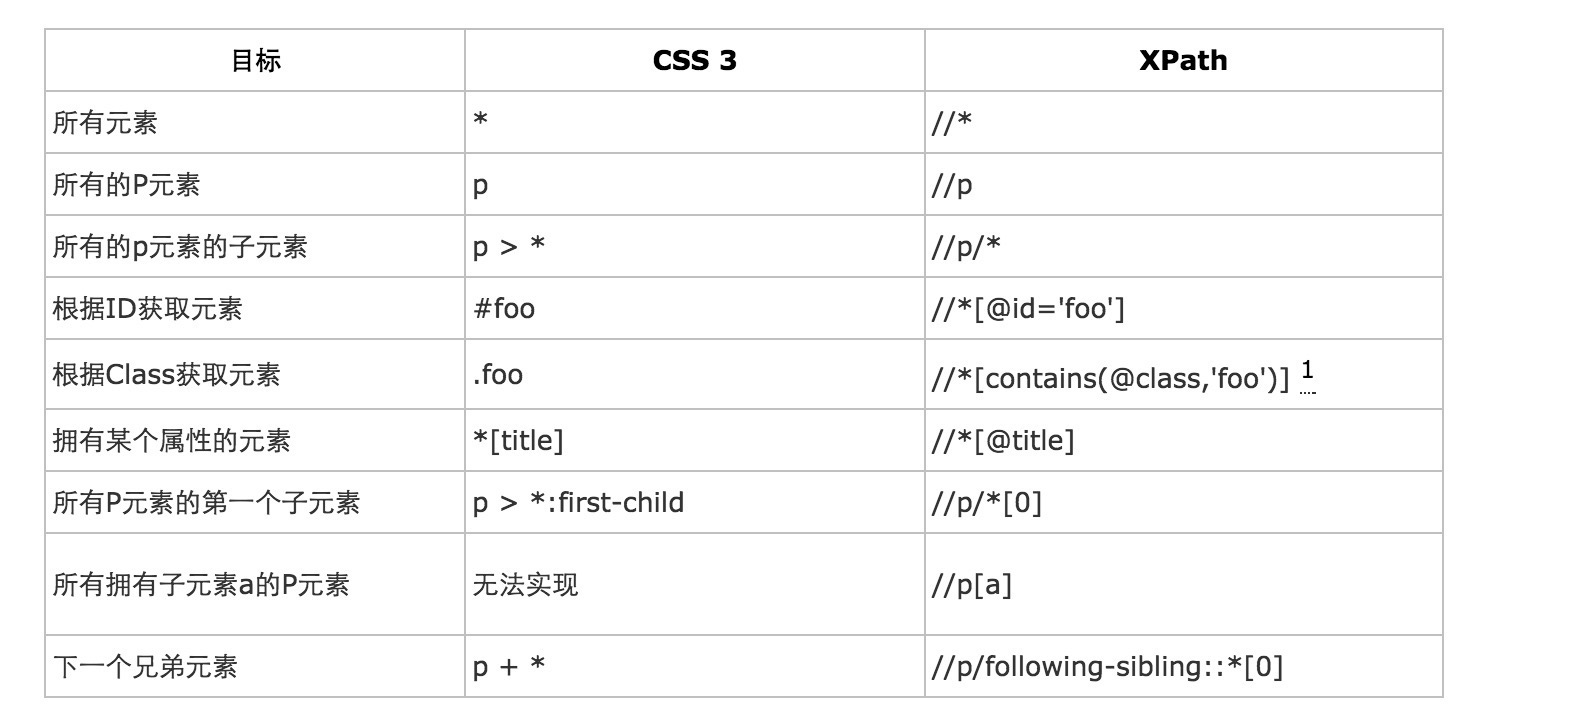 目标 CSS 3 XPath
所有元素 * //*
所有的P元素 p //p
所有的p元素的子元素 p > * //p/*
根据ID获取元素 #foo //*[@id='foo']
根据Class获取元素 .foo //*[contains(@class,'foo')] 1
拥有某个属性的元素 *[title] //*[@title]
所有P元素的第一个子元素 p > *:first-child //p/*[0]
所有拥有子元素a的P元素 无法实现 //p[a]
下一个兄弟元素 p + * //p/following-sibling::*[0]